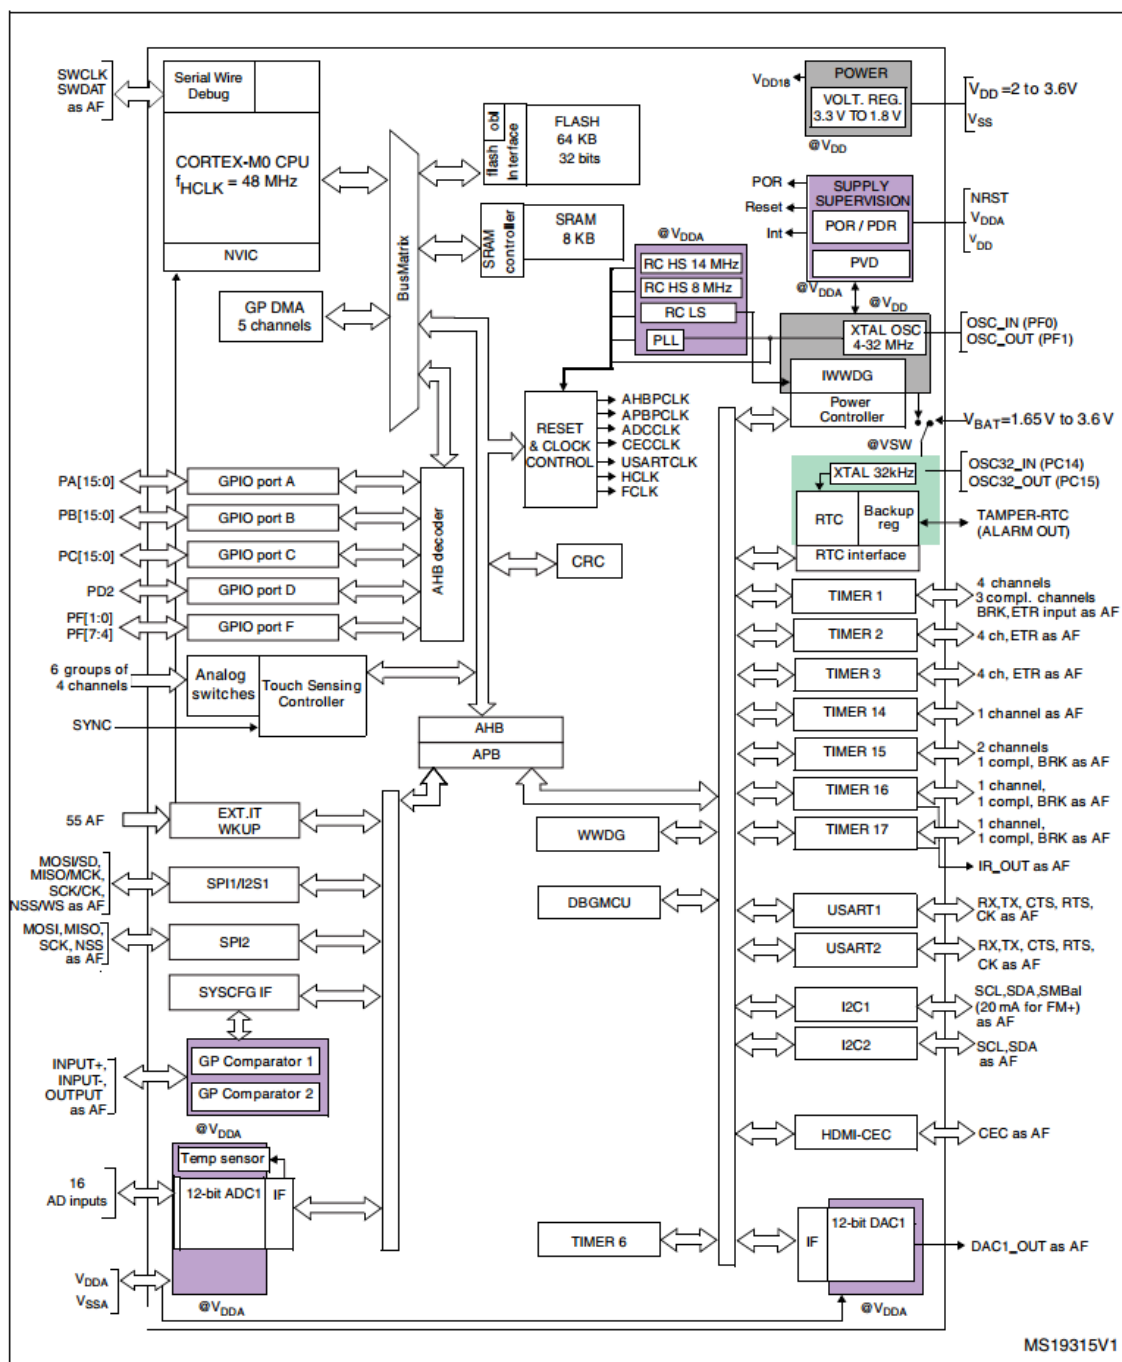 SWCLK
SWDAT
as AF
Serial Wire
Debug
CORTEX-M0 CPU
fHCLK = 48 MHz
NVIC
BusMatrix
flash
obl
Interface
FLASH
64 KB
32 bits
SRAM
controller
SRAM
8 KB
GP DMA
5 channels
VDD18
POWER
VOLT. REG.
3.3 V TO 1.8 V
@VDD
VDD =2 to 3.6V
VSS
POR
Reset
Int
SUPPLY
SUPERVISION
POR / PDR
PVD
@VDDA
@VDD
NRST
VDDA
VDD
@VDDA
RC HS 14 MHz
RC HS 8 MHz
RC LS
PLL
XTAL OSC
4-32 MHz
OSC_IN (PF0)
OSC_OUT (PF1)
IWWDG
Power
Controller
VBAT=1.65 V to 3.6 V
@VSW
RESET
& CLOCK
CONTROL
AHBPCLK
APBPCLK
ADCCLK
CECCLK
USARTCLK
HCLK
FCLK
XTAL 32kHz
OSC32_IN (PC14)
OSC32_OUT (PC15)
RTC
Backup
reg
TAMPER-RTC
(ALARM OUT)
RTC interface
PA[15:0]
GPIO port A
PB[15:0]
GPIO port B
PC[15:0]
GPIO port C
PD2
GPIO port D
PF[1:0]
PF[7:4]
GPIO port F
AHB decoder
CRC
6 groups of
4 channels
Analog
switches
Touch Sensing
Controller
SYNC
AHB
APB
TIMER 1
4 channels
3 compl. channels
BRK,ETR input as AF
TIMER 2
4 ch, ETR as AF
TIMER 3
4 ch, ETR as AF
TIMER 14
1 channel as AF
TIMER 15
2 channels
1 compl, BRK as AF
TIMER 16
1 channel,
1 compl, BRK as AF
TIMER 17
1 channel,
1 compl, BRK as AF
IR_OUT as AF
55 AF
EXT.IT
WKUP
WWDG
DBGMCU
MOSI/SD,
MISO/MCK,
SCK/CK,
NSS/WS as AF
SPI1/I2S1
MOSI, MISO,
SCK, NSS
as AF
SPI2
SYSCFG IF
USART1
RX,TX, CTS, RTS,
CK as AF
USART2
RX,TX, CTS, RTS,
CK as AF
I2C1
SCL,SDA,SMBal
(20 mA for FM+)
as AF
I2C2
SCL,SDA
as AF
INPUT+,
INPUT-,
OUTPUT
as AF
GP Comparator 1
GP Comparator 2
@VDDA
HDMI-CEC
CEC as AF
Temp sensor
16
AD inputs
12-bit ADC1
IF
VDDA
VSSA
@VDDA
TIMER 6
IF
12-bit DAC1
DAC1_OUT as AF
@VDDA
MS19315V1